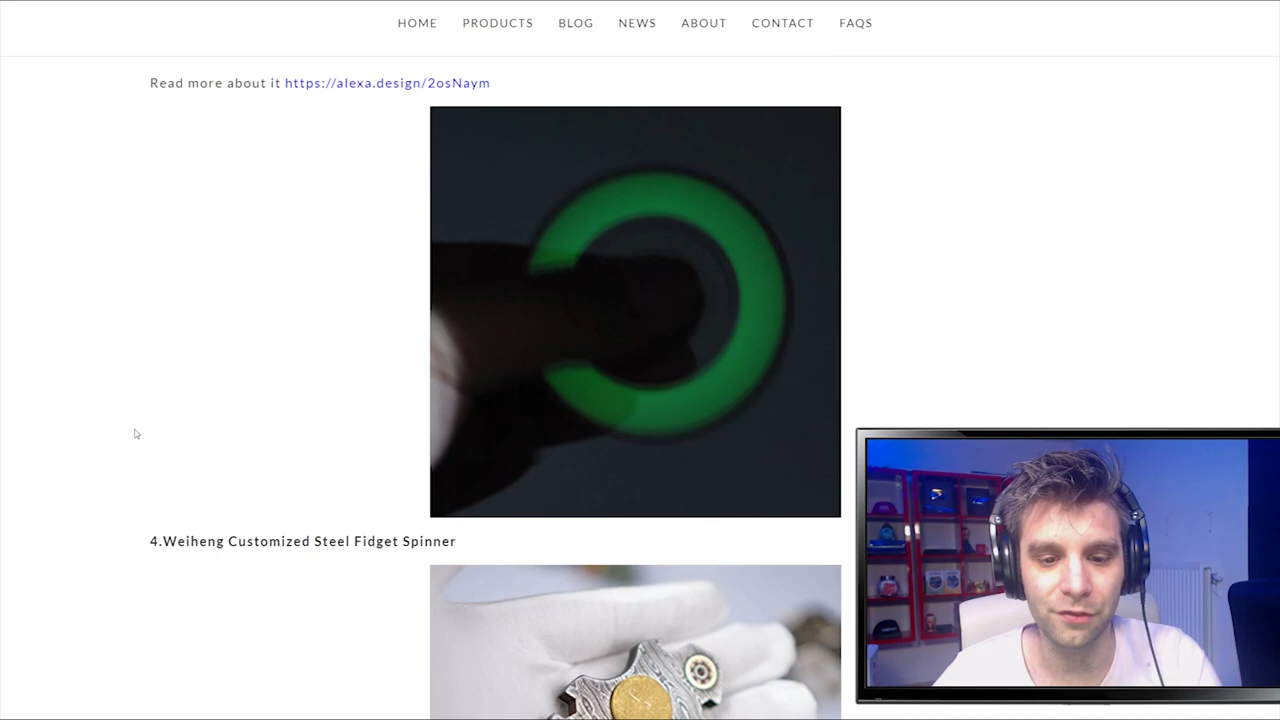 HOME PRODUCTS BLOG NEWS ABOUT CONTACT FAQS
Read more about it https://alexa.design/2osNaym
4.Weiheng Customized Steel Fidget Spinner